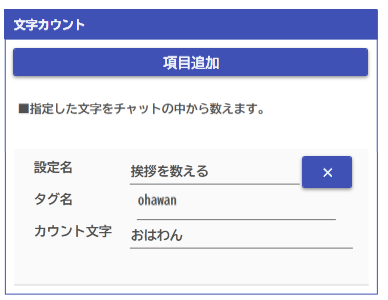 文字カウント
項目追加
■指定した文字をチャットの中から数えます。
設定名 挨拶を数える ×
タグ名 ohawan
カウント文字 おはわん